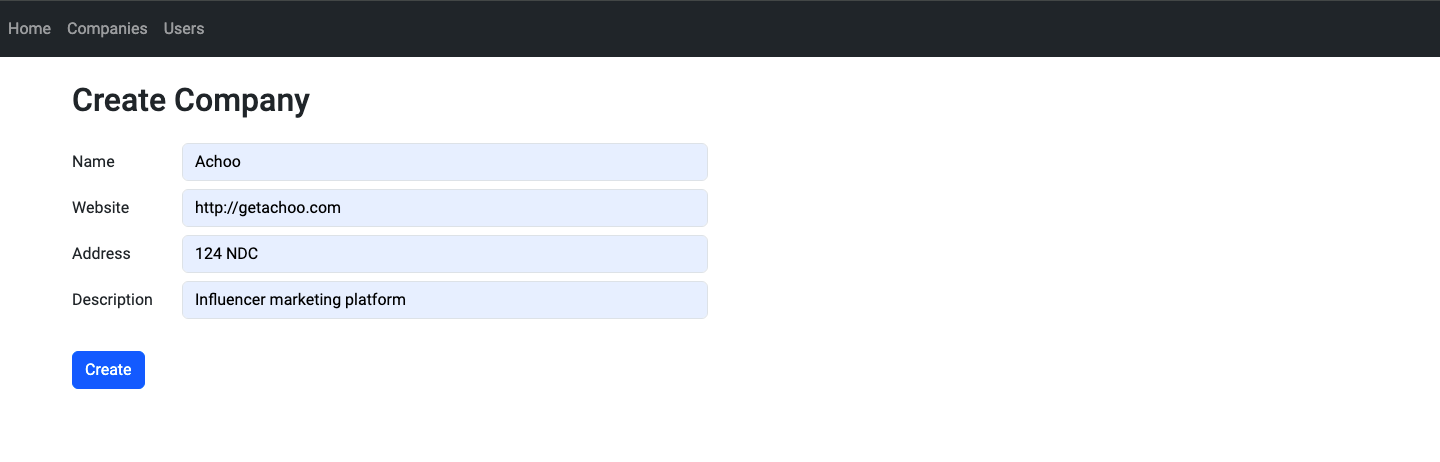 Home Companies Users
Create Company
Name Achoo
Website http://getachoo.com
Address 124 NDC
Description Influencer marketing platform
Create